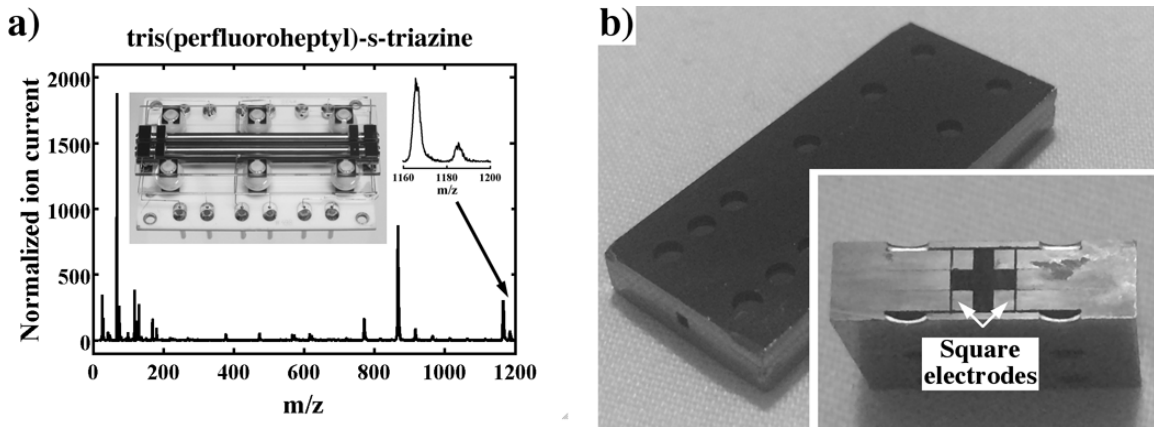 a)
tris(perfluoroheptyl)-s-triazine
Normalized ion current
2000
1500
1000
500
0
0 200 400 600 800 1000 1200
m/z
1160 1180 1200
m/z
b)
Square
electrodes